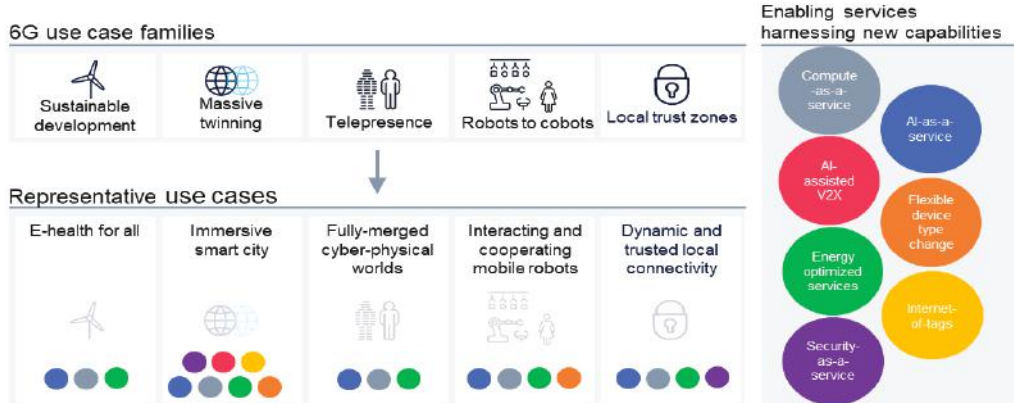 6G use case families
Enabling services
harnessing new capabilities
Sustainable
development
Massive
twinning
Telepresence
Robots to cobots
Local trust zones
Representative use cases
E-health for all
Immersive
smart city
Fully-merged
cyber-physical
worlds
Interacting and
cooperating
mobile robots
Dynamic and
trusted local
connectivity
Compute
-as-a-
service
AI-as-a-
service
AI-
assisted
V2X
Flexible
device
type
change
Energy
optimized
services
Internet-
of-tags
Security-
as-a-
service